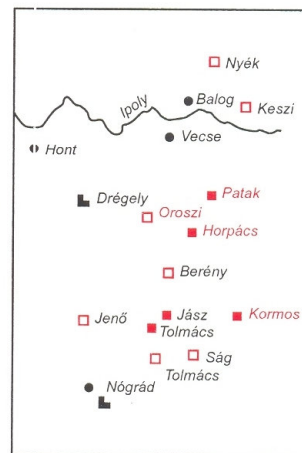 Nyék
Ipoly
Balog
Keszi
Vecse
Hont
Drégely
Patak
Oroszi
Horpács
Berény
Jenő
Jász
Tolmács
Kormos
Ság
Tolmács
Nógrád